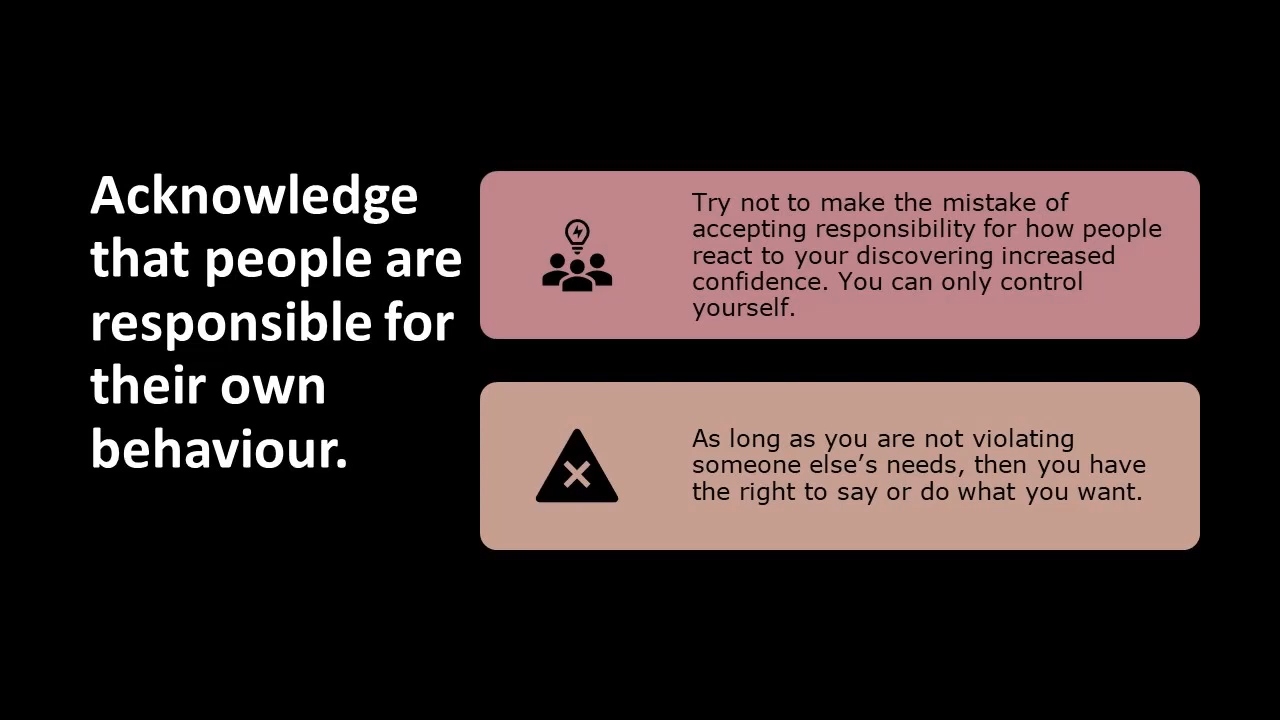 Acknowledge
that people are
responsible for
their own
behaviour.
Try not to make the mistake of
accepting responsibility for how people
react to your discovering increased
confidence. You can only control
yourself.
As long as you are not violating
someone else’s needs, then you have
the right to say or do what you want.